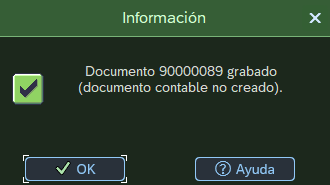 Información
Documento 90000089 grabado
(documento contable no creado).
OK
Ayuda